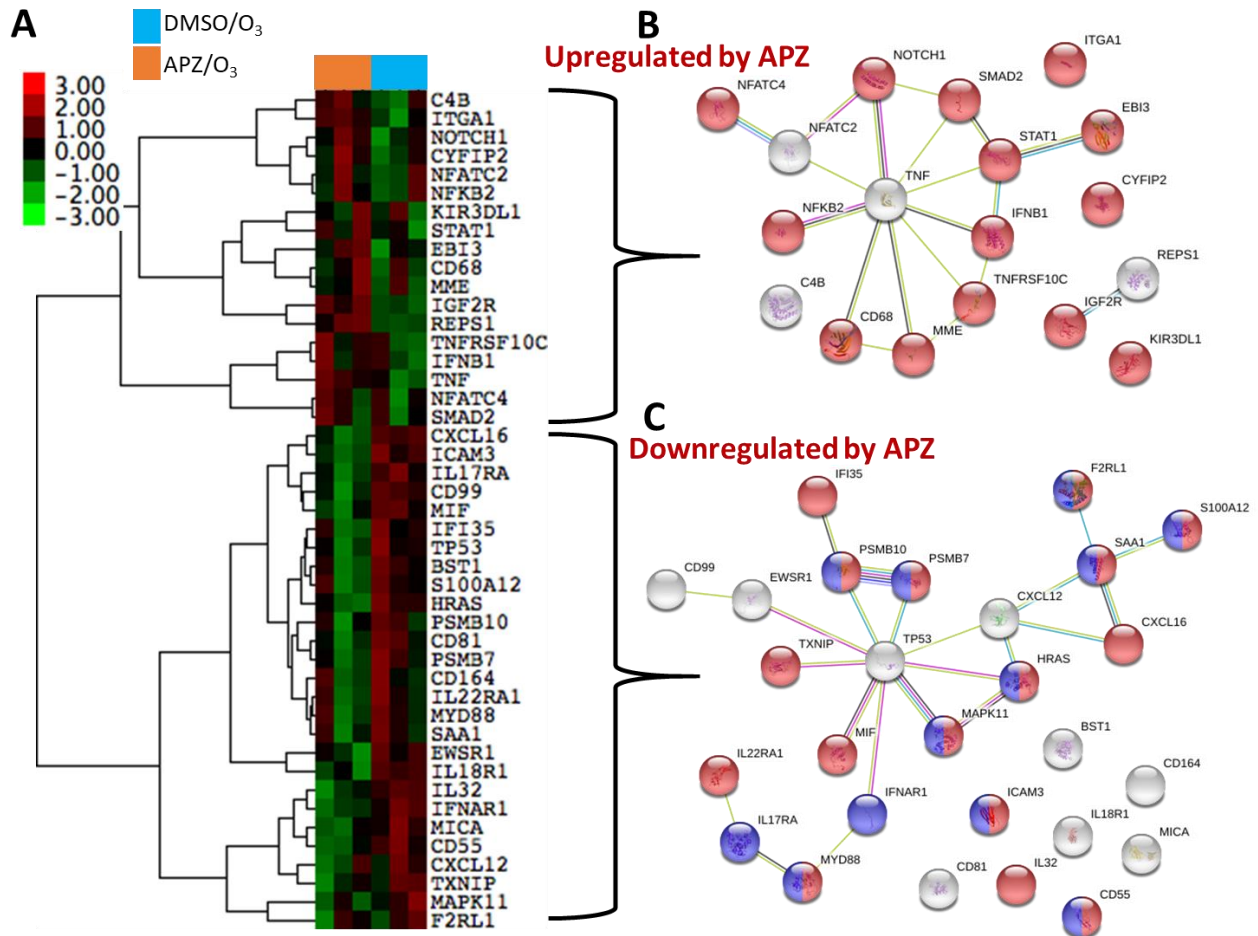 A
DMSO/O3
APZ/O3
3.00
2.00
1.00
0.00
-1.00
-2.00
-3.00
C4B
ITGA1
NOTCH1
CYFIP2
NFATC2
NFKB2
KIR3DL1
STAT1
EBI3
CD68
MME
IGF2R
REPS1
TNFRSF10C
IFNB1
TNF
NFATC4
SMAD2
CXCL16
ICAM3
IL17RA
CD99
MIF
IFI35
TP53
BST1
S100A12
HRAS
PSMB10
CD81
PSMB7
CD164
IL22RA1
MYD88
SAA1
EWSR1
IL18R1
IL32
IFNAR1
MICA
CD55
CXCL12
TXNIP
MAPK11
F2RL1
B
Upregulated by APZ
ITGA1
NOTCH1
SMAD2
NFATC4
EBI3
NFATC2
STAT1
TNF
CYFIP2
NFKB2
IFNB1
REPS1
C4B
TNFRSF10C
IGF2R
CD68
MME
KIR3DL1
C
Downregulated by APZ
IFI35
F2RL1
S100A12
PSMB10
PSMB7
SAA1
CD99
EWSR1
CXCL12
TXNIP
TP53
CXCL16
HRAS
MAPK11
MIF
BST1
IL22RA1
CD164
IFNAR1
ICAM3
IL17RA
IL18R1
MICA
MYD88
CD81
IL32
CD55